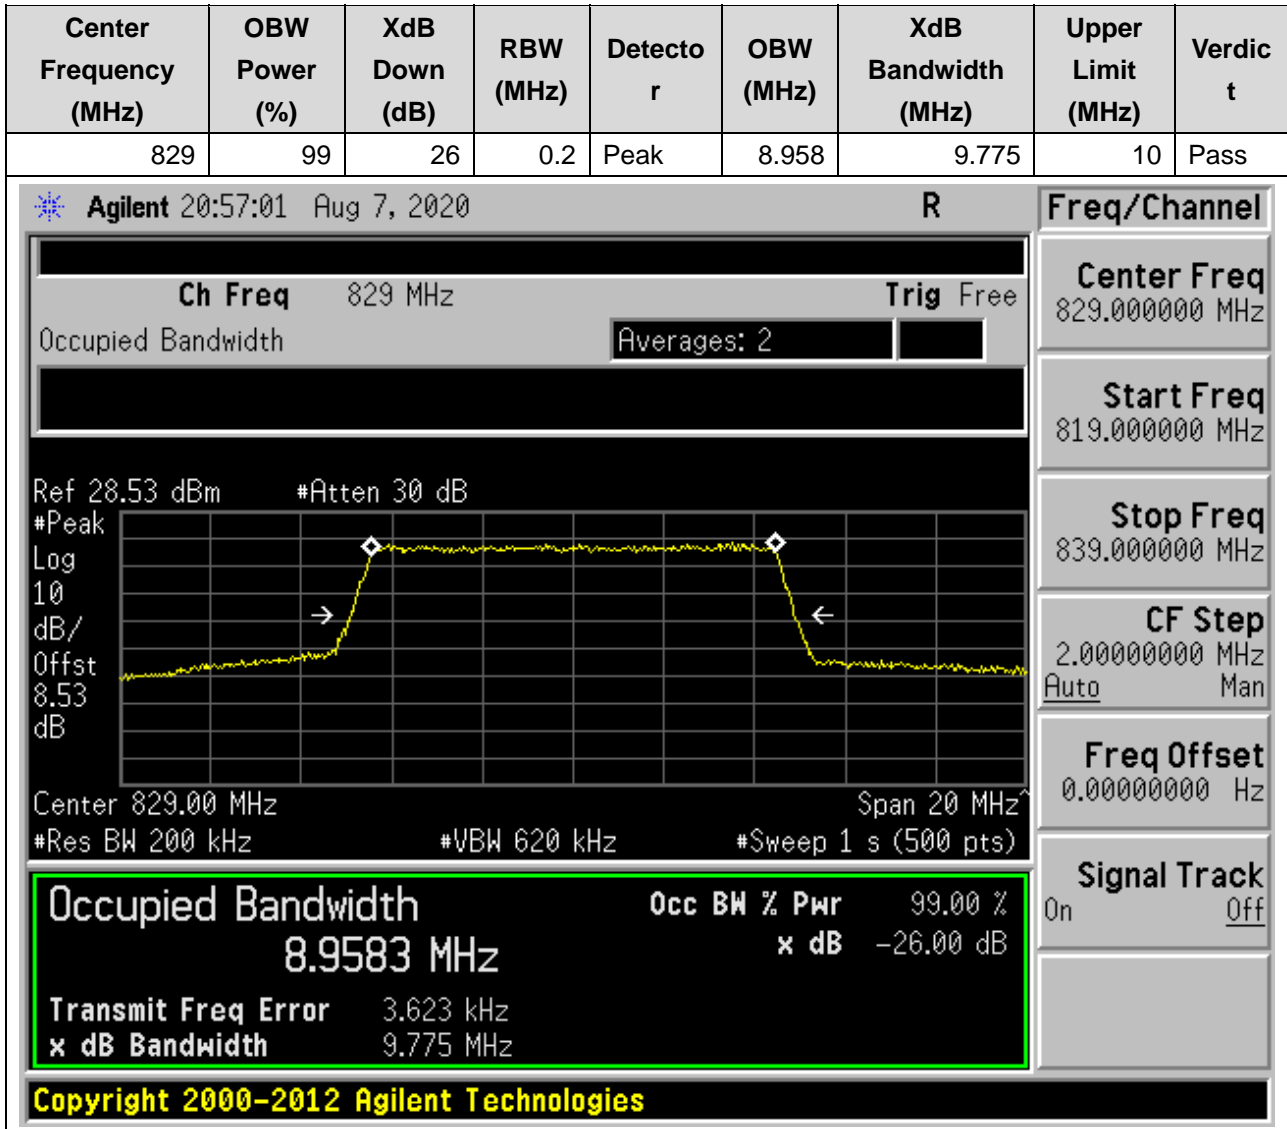 Center Frequency (MHz) OBW Power (%) XdB Down (dB) RBW (MHz) Detecto r OBW (MHz) XdB Bandwidth (MHz) Upper Limit (MHz) Verdic t
829 99 26 0.2 Peak 8.958 9.775 10 Pass
Agilent 20:57:01 Aug 7, 2020 R Freq/Channel
Ch Freq 829 MHz Trig Free
Occupied Bandwidth Averages: 2
Ref 28.53 dBm #Atten 30 dB
#Peak
Log
10
dB/
Offst
8.53
dB
Center 829.00 MHz Span 20 MHz^
#Res BW 200 kHz #VBW 620 kHz #Sweep 1 s (500 pts)
Occupied Bandwidth Occ BW % Pwr 99.00 %
8.9583 MHz x dB -26.00 dB
Transmit Freq Error 3.623 kHz
x dB Bandwidth 9.775 MHz
Center Freq
829.000000 MHz
Start Freq
819.000000 MHz
Stop Freq
839.000000 MHz
CF Step
2.00000000 MHz
Auto Man
Freq Offset
0.00000000 Hz
Signal Track
On Off
Copyright 2000-2012 Agilent Technologies